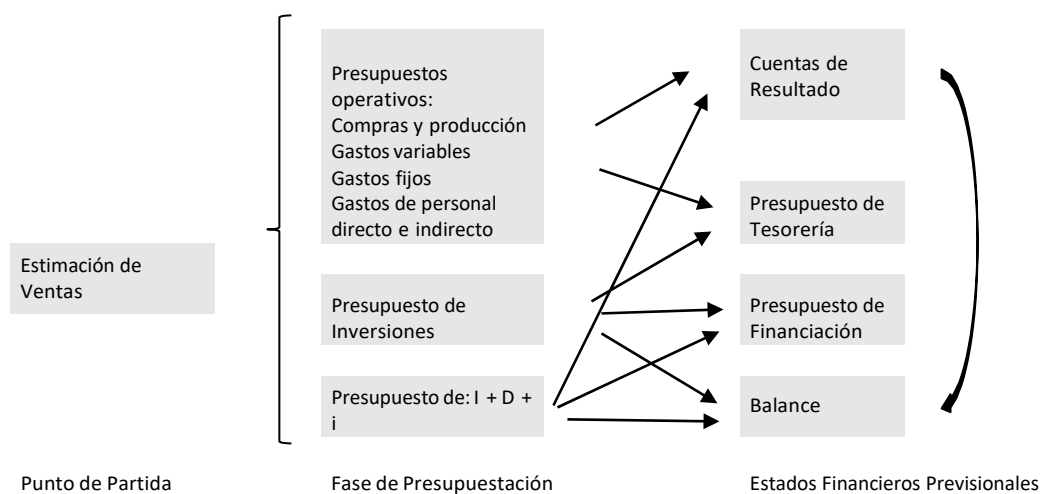 Estimación de
Ventas
Punto de Partida
Presupuestos
operativos:
Compras y producción
Gastos variables
Gastos fijos
Gastos de personal
directo e indirecto
Presupuesto de
Inversiones
Presupuesto de: I + D +
i
Fase de Presupuestación
Cuentas de
Resultado
Presupuesto de
Tesorería
Presupuesto de
Financiación
Balance
Estados Financieros Previsionales